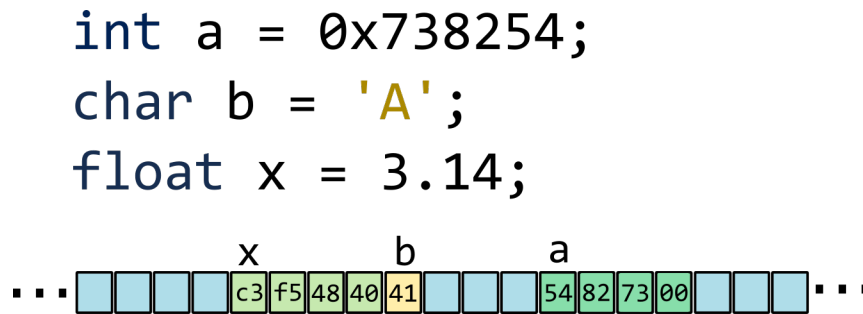 int a = 0x738254;
char b = 'A';
float x = 3.14;
x b a
... c3 f5 48 40 41 54 82 73 00 ...